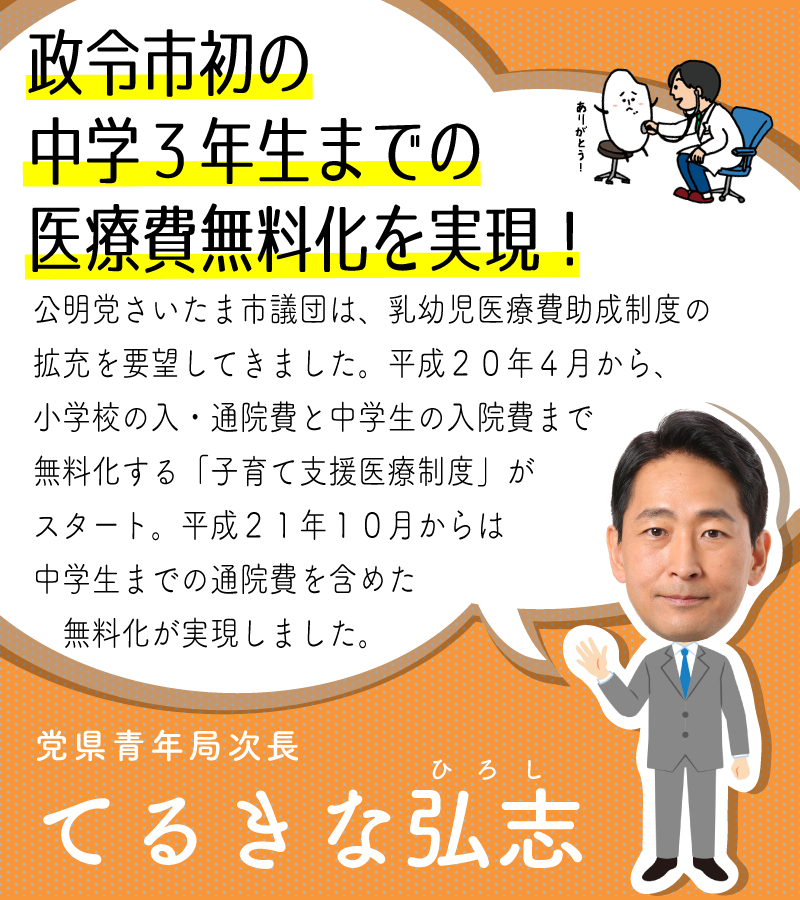 政令市初の
中学３年生までの
医療費無料化を実現！
ありがとう！
公明党さいたま市議団は、乳幼児医療費助成制度の
拡充を要望してきました。平成２０年４月から、
小学校の入・通院費と中学生の入院費まで
無料化する「子育て支援医療制度」が
スタート。平成２１年１０月からは
中学生までの通院費を含めた
無料化が実現しました。
党県青年局次長
ひろし
てるきな弘志